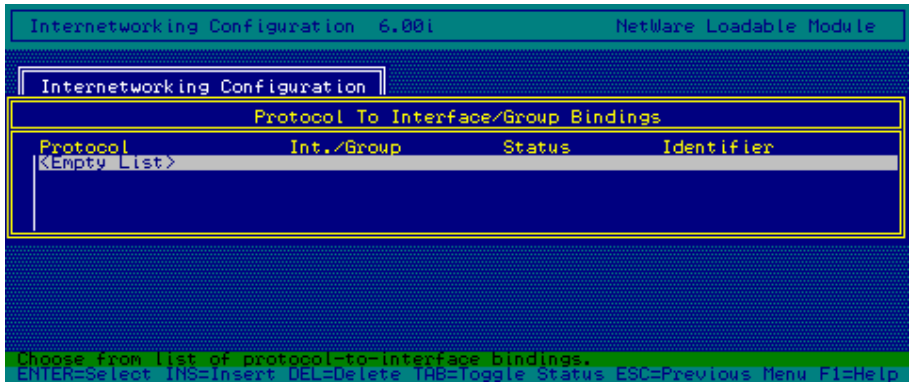 Internetworking Configuration 6.00i NetWare Loadable Module
Internetworking Configuration
Protocol To Interface/Group Bindings
Protocol Int./Group Status Identifier
<Empty List>
Choose from list of protocol-to-interface bindings.
ENTER=Select INS=Insert DEL=Delete TAB=Toggle Status ESC=Previous Menu F1=Help